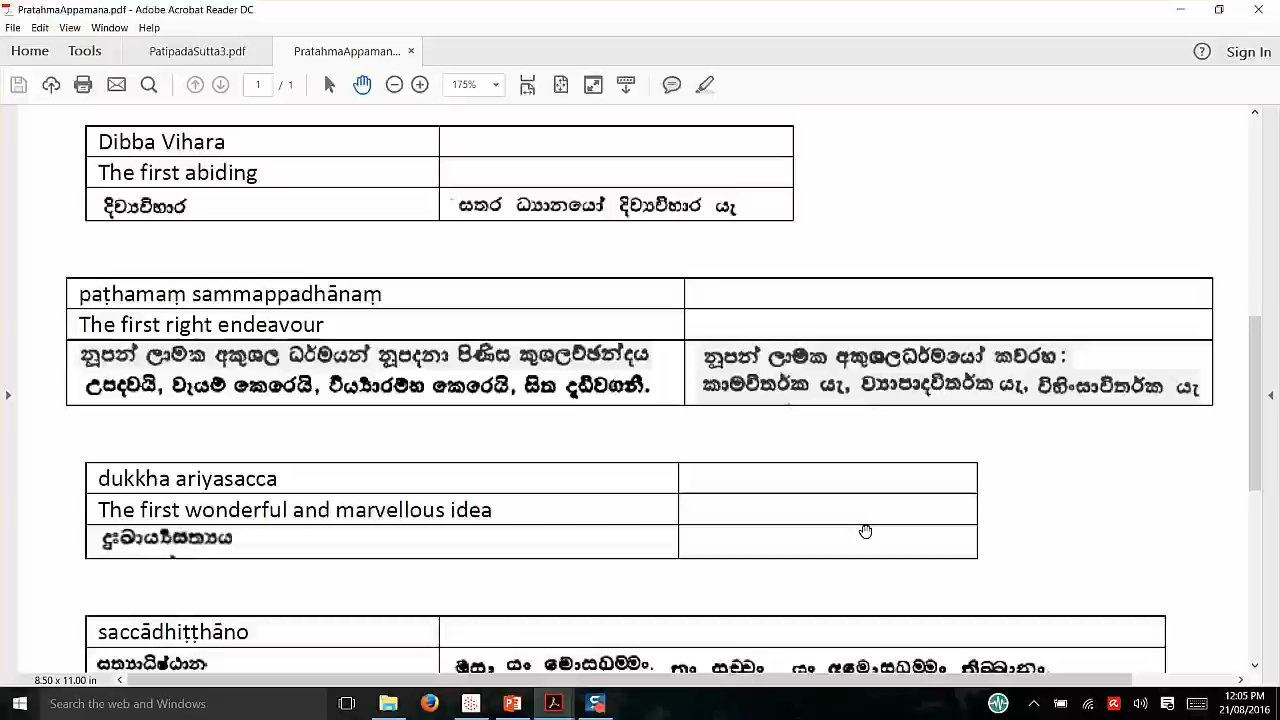 PratahmaAppamana.pdf - Adobe Acrobat Reader DC
File Edit View Window Help
Home Tools PatipadaSutta3.pdf PratahmaAppaman... × Sign In
1 / 1 175%
Dibba Vihara
The first abiding
දිව්‍යවිහාර සතර ධ්‍යානයෝ දිව්‍යවිහාර යැ
paṭhamaṃ sammappadhānaṃ
The first right endeavour
නූපන් ලාමක අකුශල ධර්මයන් නූපදනා පිණිස කුශලච්ඡන්දය නූපන් ලාමක අකුශලධර්මයෝ කවරහ:
උපදවයි, වෑයම් කෙරෙයි, වීර්‍ය්‍යාරම්භ කෙරෙයි, සිත දැඩිවගනී. කාමවිතර්ක යැ, ව්‍යාපාදවිතර්ක යැ, විහිංසාවිතර්ක යැ
dukkha ariyasacca
The first wonderful and marvellous idea
දුඃඛාර්‍ය්‍යසත්‍යය
saccādhiṭṭhāno
සත්‍යාධිෂ්ඨාන මුසා යං මොසධම්මං. තං සච්චං යං අමොසධම්මං නිබ්බානං.
8.50 x 11.00 in
Search the web and Windows
12:05 PM
21/08/2016